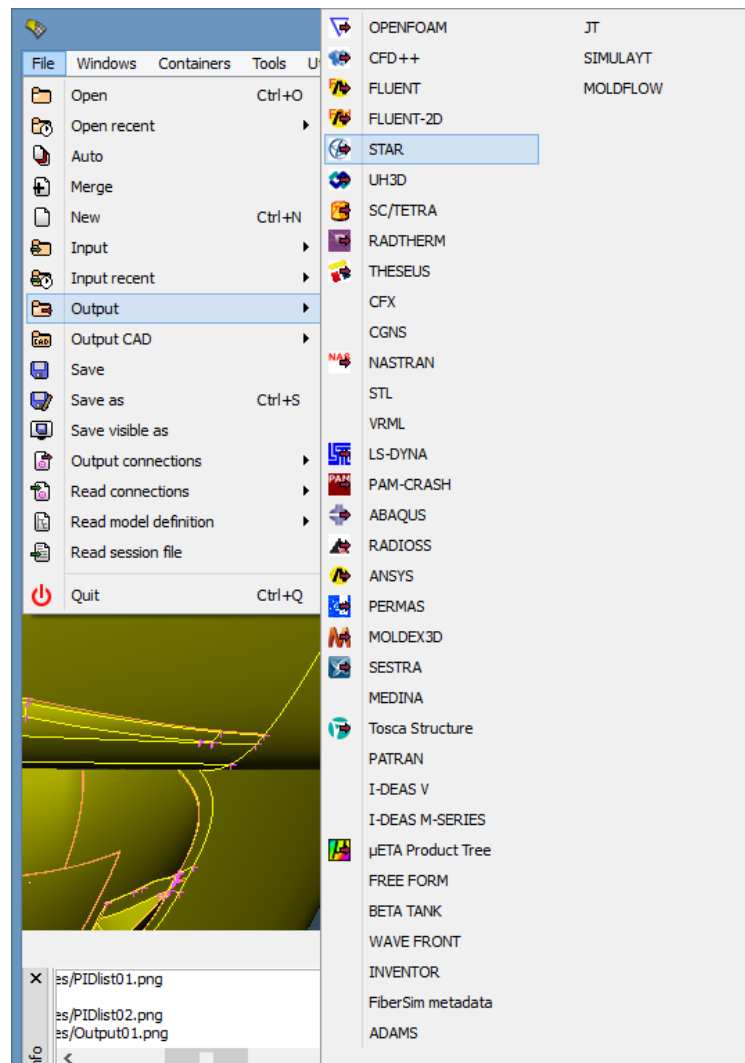 File Windows Containers Tools
Open Ctrl+O
Open recent
Auto
Merge
New Ctrl+N
Input
Input recent
Output
Output CAD
Save
Save as Ctrl+S
Save visible as
Output connections
Read connections
Read model definition
Read session file
Quit Ctrl+Q
OPENFOAM
CFD++
FLUENT
FLUENT-2D
STAR
UH3D
SC/TETRA
RADTHERM
THESEUS
CFX
CGNS
NASTRAN
STL
VRML
LS-DYNA
PAM-CRASH
ABAQUS
RADIOSS
ANSYS
PERMAS
MOLDEX3D
SESTRA
MEDINA
Tosca Structure
PATRAN
I-DEAS V
I-DEAS M-SERIES
µETA Product Tree
FREE FORM
BETA TANK
WAVE FRONT
INVENTOR
FiberSim metadata
ADAMS
JT
SIMULAYT
MOLDFLOW
es/PIDlist01.png
es/PIDlist02.png
es/Output01.png